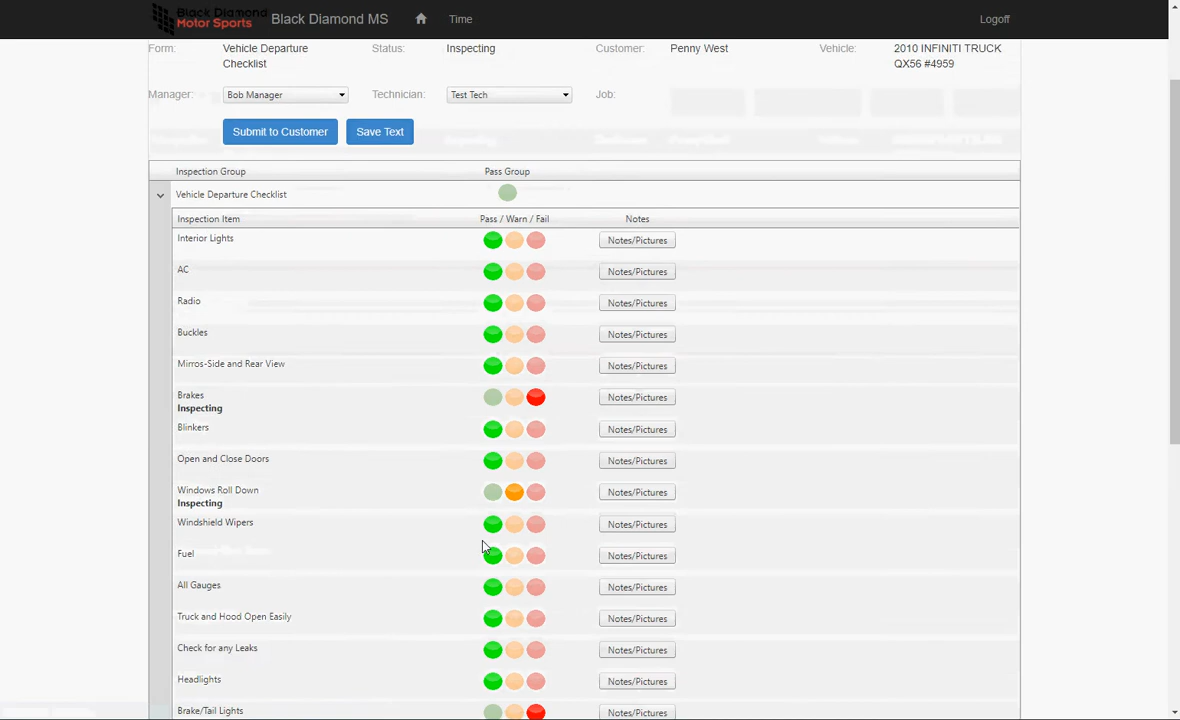 Black Diamond
Motor Sports
Black Diamond MS
Time
Logoff
Form:
Vehicle Departure
Checklist
Status:
Inspecting
Customer:
Penny West
Vehicle:
2010 INFINITI TRUCK
QX56 #4959
Manager:
Bob Manager
Technician:
Test Tech
Job:
Submit to Customer
Save Text
Inspection Group
Pass Group
Vehicle Departure Checklist
Inspection Item
Pass / Warn / Fail
Notes
Interior Lights
Notes/Pictures
AC
Notes/Pictures
Radio
Notes/Pictures
Buckles
Notes/Pictures
Mirros-Side and Rear View
Notes/Pictures
Brakes
Inspecting
Notes/Pictures
Blinkers
Notes/Pictures
Open and Close Doors
Notes/Pictures
Windows Roll Down
Inspecting
Notes/Pictures
Windshield Wipers
Notes/Pictures
Fuel
Notes/Pictures
All Gauges
Notes/Pictures
Truck and Hood Open Easily
Notes/Pictures
Check for any Leaks
Notes/Pictures
Headlights
Notes/Pictures
Brake/Tail Lights
Notes/Pictures